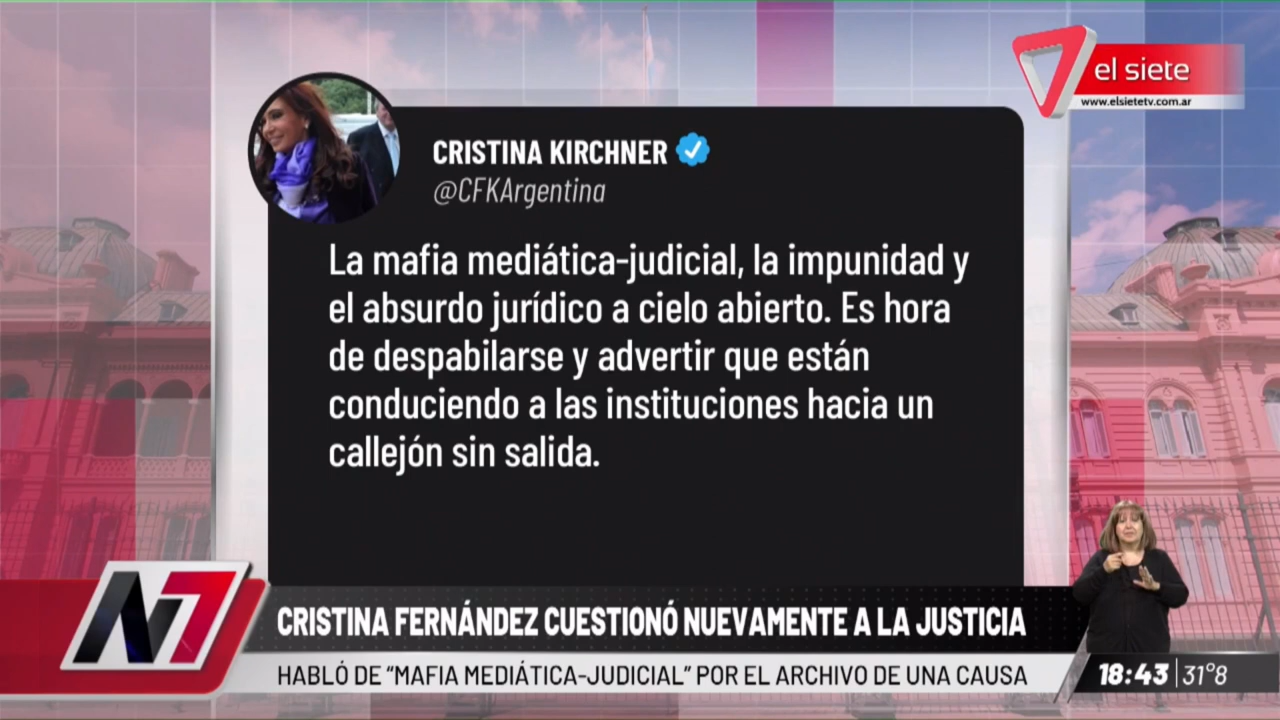 el siete
www.elsietetv.com.ar
CRISTINA KIRCHNER
@CFKArgentina
La mafia mediática-judicial, la impunidad y
el absurdo jurídico a cielo abierto. Es hora
de despabilarse y advertir que están
conduciendo a las instituciones hacia un
callejón sin salida.
N7
CRISTINA FERNÁNDEZ CUESTIONÓ NUEVAMENTE A LA JUSTICIA
HABLÓ DE “MAFIA MEDIÁTICA-JUDICIAL” POR EL ARCHIVO DE UNA CAUSA
18:43 31°8